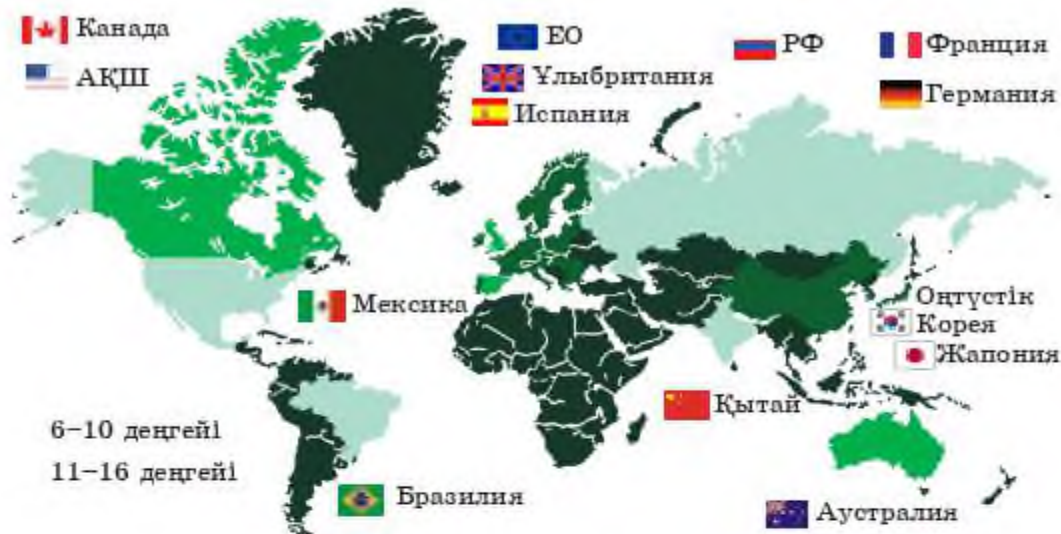 Канада
АҚШ
ЕО
Ұлыбритания
Испания
РФ
Франция
Германия
Мексика
Оңтүстік
Корея
Жапония
Қытай
6–10 деңгейі
11–16 деңгейі
Бразилия
Аустралия